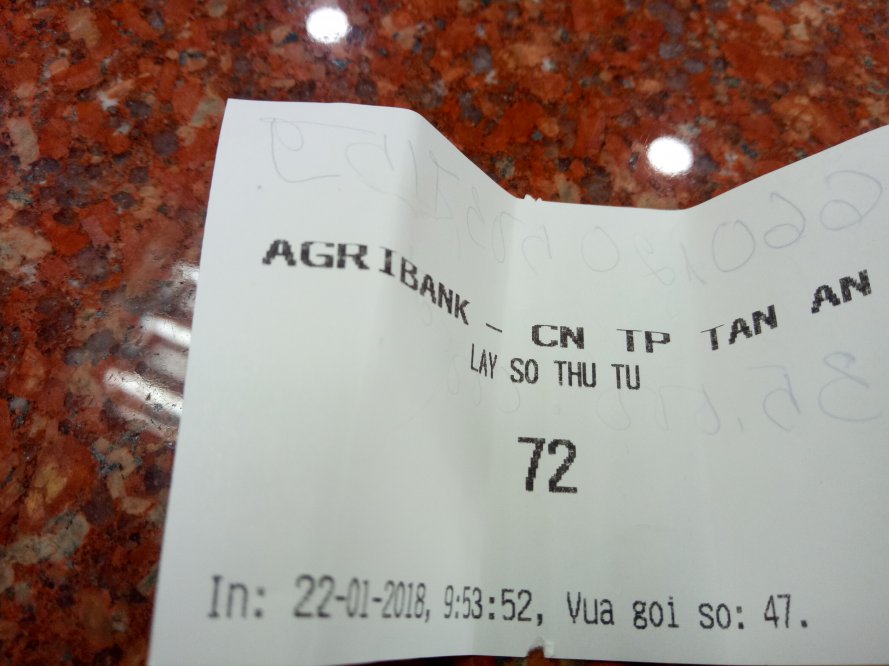 AGRIBANK - CN TP TAN AN
LAY SO THU TU
72
In: 22-01-2018, 9:53:52, Vua goi so: 47.